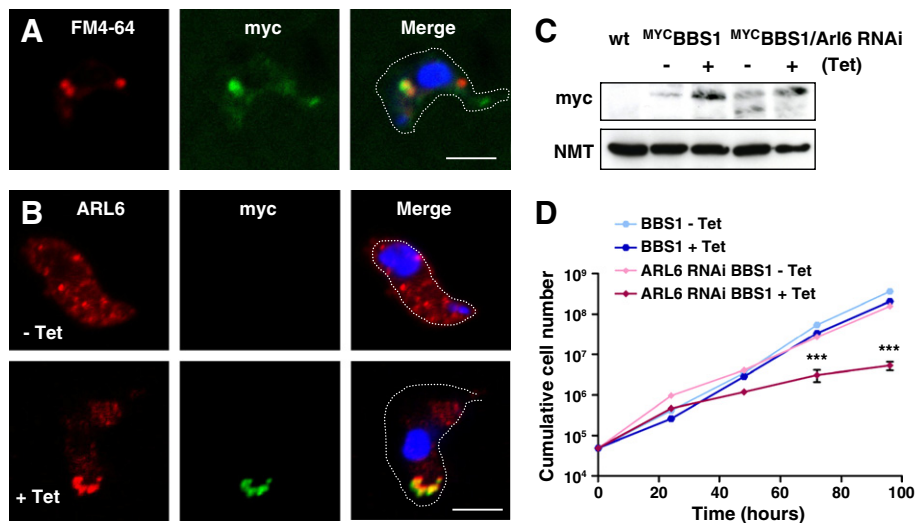 A
FM4-64
myc
Merge
B
ARL6
myc
Merge
- Tet
+ Tet
C
wt MYCBBS1 MYCBBS1/Arl6 RNAi
- + - + (Tet)
myc
NMT
D
BBS1 - Tet
BBS1 + Tet
ARL6 RNAi BBS1 - Tet
ARL6 RNAi BBS1 + Tet
Cumulative cell number
10⁹
10⁸
10⁷
10⁶
10⁵
10⁴
***
***
0 20 40 60 80 100
Time (hours)